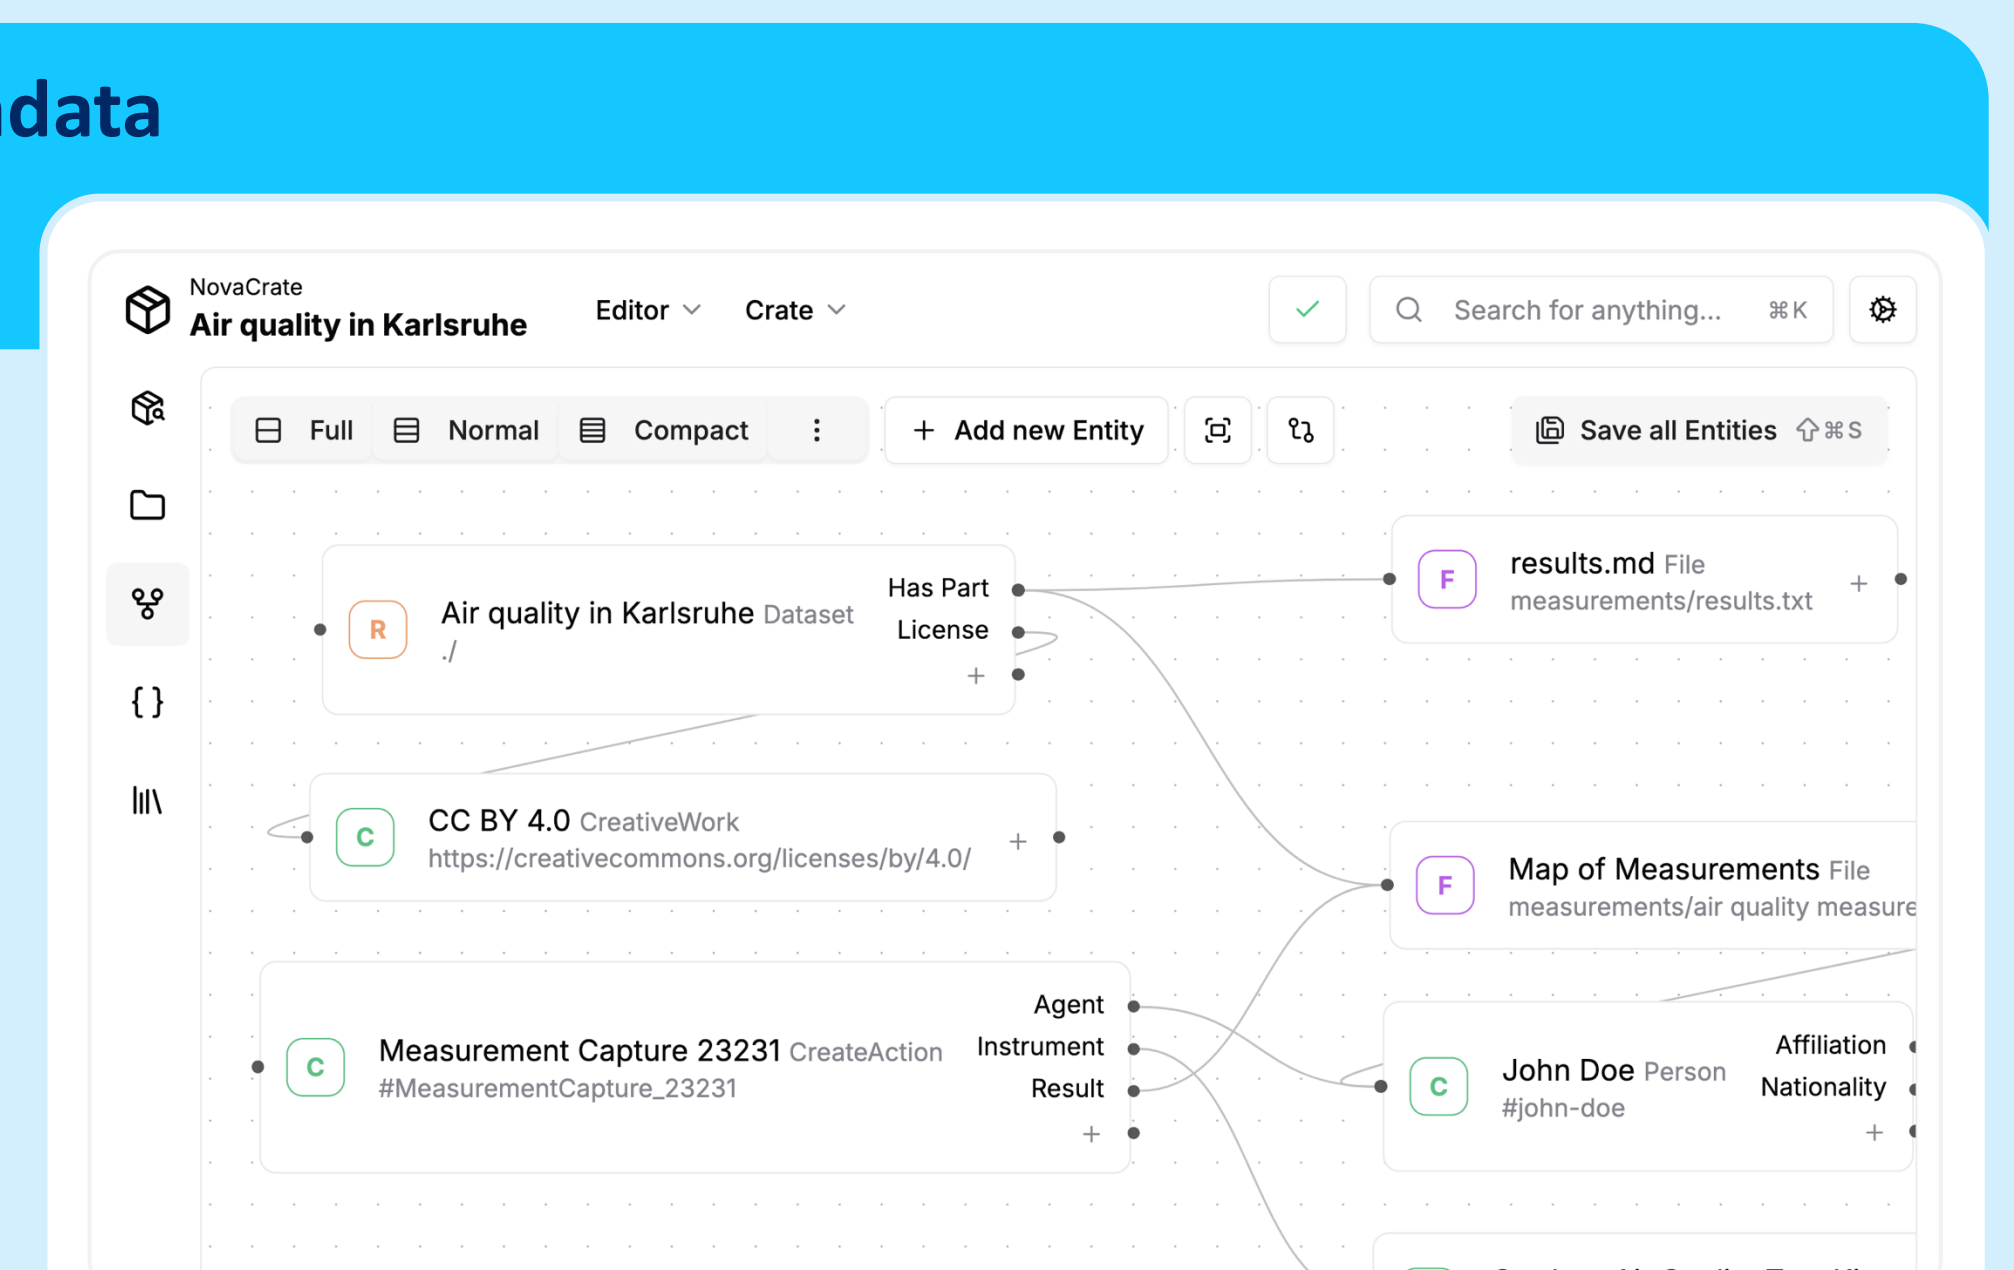 data
NovaCrate
Air quality in Karlsruhe
Editor
Crate
Search for anything...
⌘K
Full
Normal
Compact
Add new Entity
Save all Entities ⇧⌘S
R
Air quality in Karlsruhe Dataset
./
Has Part
License
F
results.md File
measurements/results.txt
C
CC BY 4.0 CreativeWork
https://creativecommons.org/licenses/by/4.0/
F
Map of Measurements File
measurements/air quality measure
C
Measurement Capture 23231 CreateAction
#MeasurementCapture_23231
Agent
Instrument
Result
C
John Doe Person
#john-doe
Affiliation
Nationality